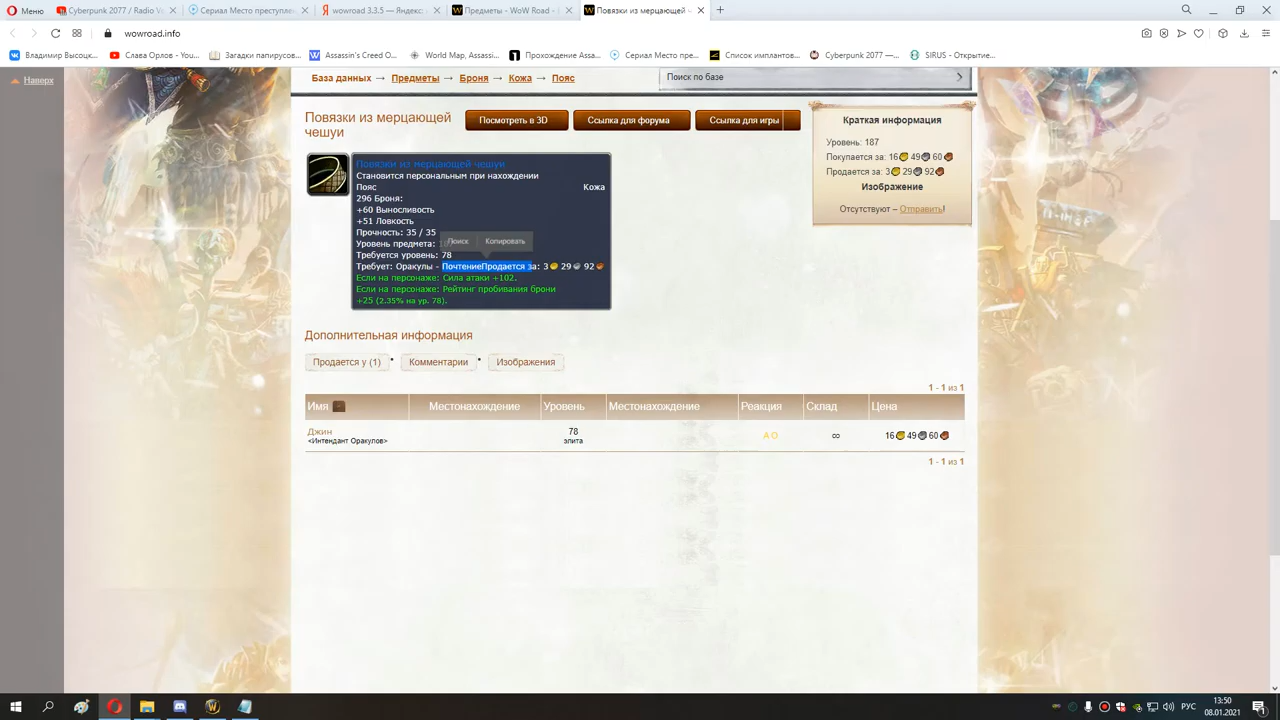 Меню
Cyberpunk 2077 / Radio V
Сериал Место преступлен
wowroad 3.3.5 — Яндекс:
Предметы - WoW Road - Б
Повязки из мерцающей ч
wowroad.info
Владимир Высоцк...
Слава Орлов - You...
Загадки папирусов...
Assassin's Creed O...
World Map, Assassi...
Прохождение Assa...
Сериал Место пре...
Список имплантов...
Cyberpunk 2077 —...
SIRUS - Открытие...
Наверх
База данных → Предметы → Броня → Кожа → Пояс
Поиск по базе
Повязки из мерцающей
чешуи
Посмотреть в 3D
Ссылка для форума
Ссылка для игры
Краткая информация
Уровень: 187
Покупается за: 16 49 60
Продается за: 3 29 92
Изображение
Отсутствуют – Отправить!
Повязки из мерцающей чешуи
Становится персональным при нахождении
Пояс Кожа
296 Броня:
+60 Выносливость
+51 Ловкость
Прочность: 35 / 35
Уровень предмета:
Поиск Копировать
Требуется уровень: 78
Требует: Оракулы - ПочтениеПродается за: 3 29 92
Если на персонаже: Сила атаки +102.
Если на персонаже: Рейтинг пробивания брони
+25 (2.35% на ур. 78).
Дополнительная информация
Продается у (1) • Комментарии • Изображения
1 - 1 из 1
Имя Местонахождение Уровень Местонахождение Реакция Склад Цена
Джин
<Интендант Оракулов>
78
элита
А О
∞
16 49 60
1 - 1 из 1
РУС
13:50
08.01.2021